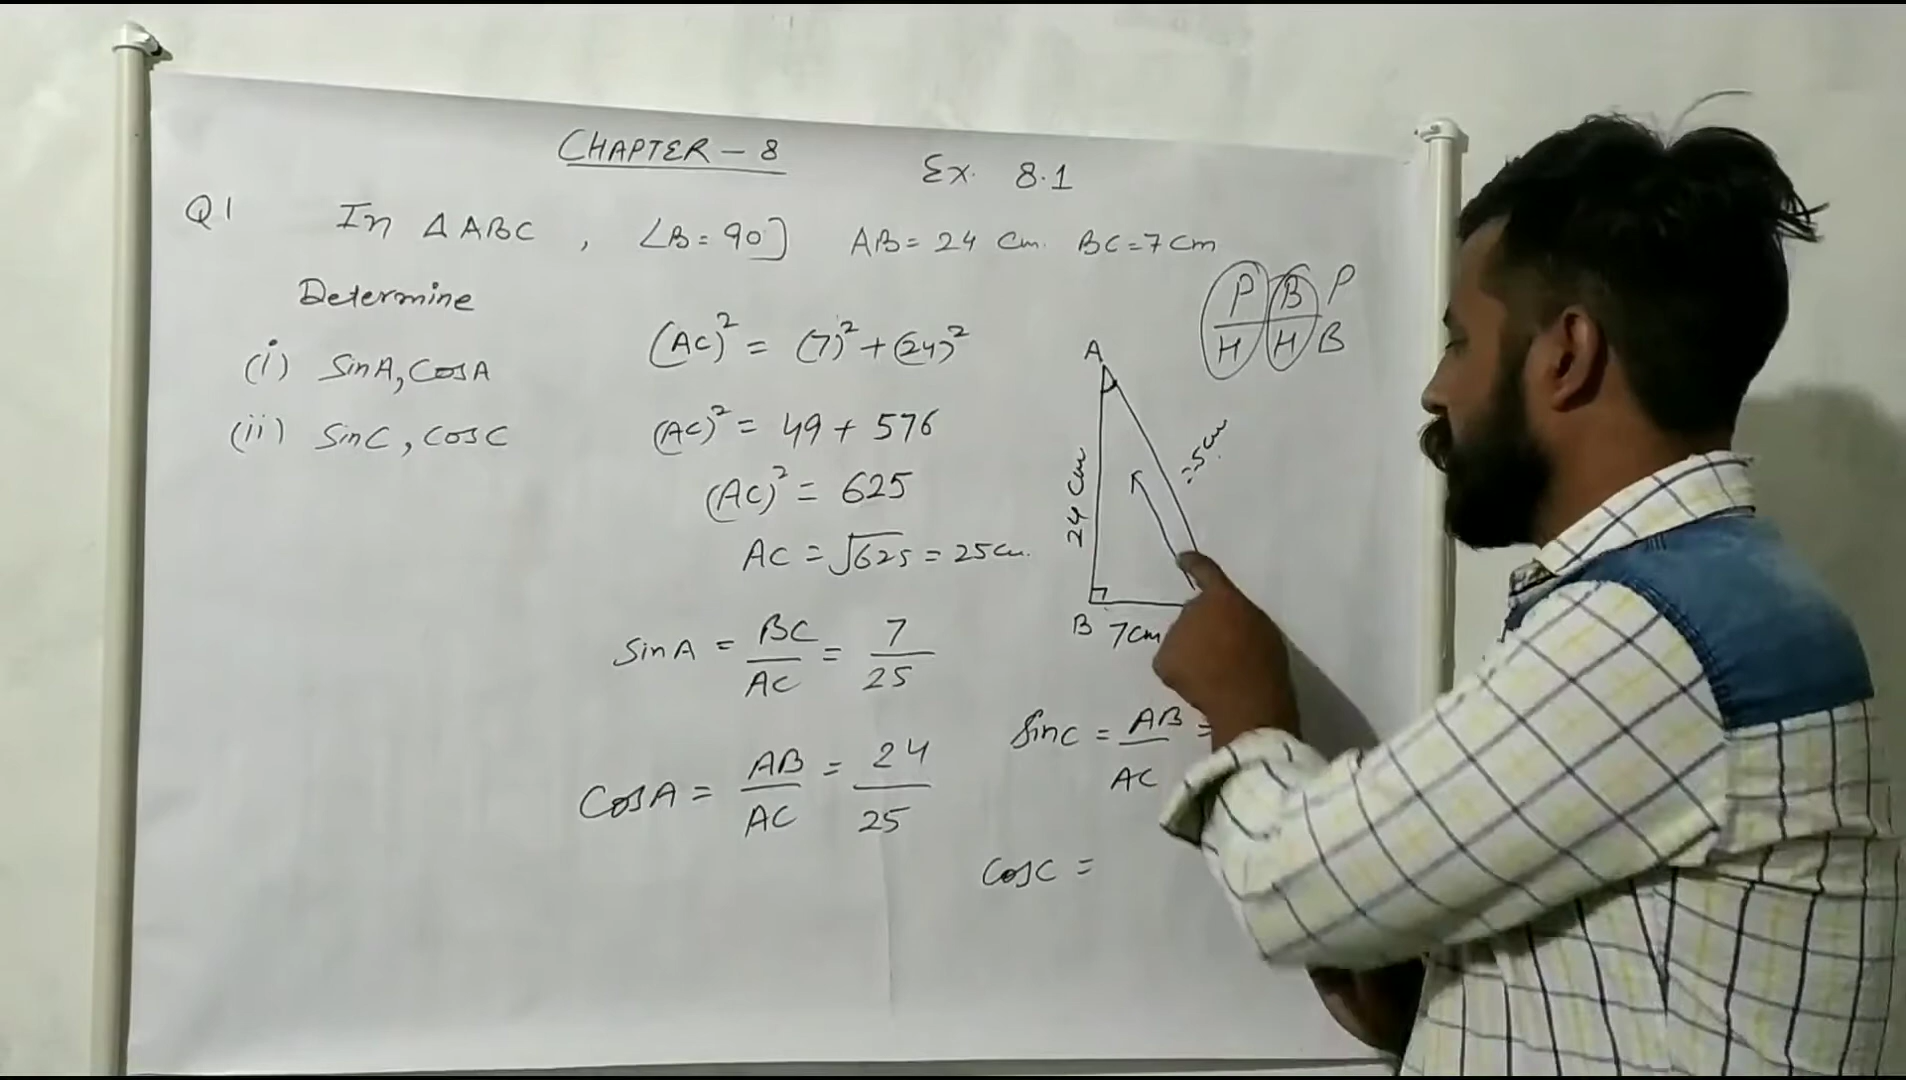 CHAPTER - 8
Ex. 8.1
Q1 In △ABC, ∠B = 90] AB = 24 cm. BC = 7cm
Determine
(i) SinA, CosA
(ii) SinC, CosC
(AC)² = (7)² + (24)²
(AC)² = 49 + 576
(AC)² = 625
AC = √625 = 25cm.
SinA = BC/AC = 7/25
CosA = AB/AC = 24/25
P B P
H H B
A
24 cm
B 7cm
SinC = AB/AC =
CosC =